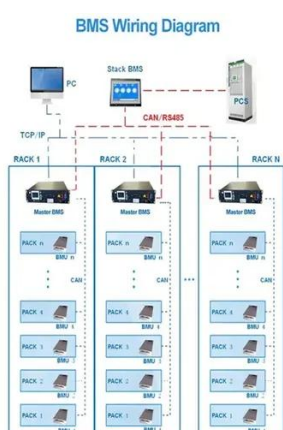 BMS Wiring Diagram
PC
Stack BMS
PCS
CAN/RS485
TCP/IP
RACK 1
RACK 2
RACK N
Master BMS
Master BMS
Master BMS
PACK n
PACK n
PACK n
BMU n
BMU n
BMU n
CAN
CAN
PACK 4
PACK 4
PACK 4
BMU 4
BMU 4
BMU 4
PACK 3
PACK 3
PACK 3
BMU 3
BMU 3
BMU 3
PACK 2
PACK 2
PACK 2
BMU 2
BMU 2
BMU 2
PACK 1
PACK 1
PACK 1